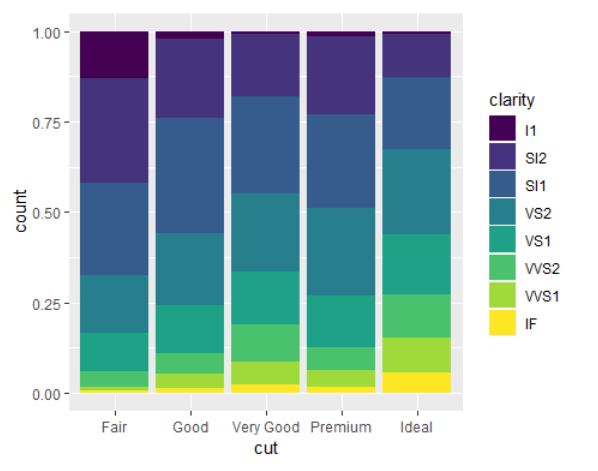 1.00
0.75
0.50
0.25
0.00
count
Fair Good Very Good Premium Ideal
cut
clarity
I1
SI2
SI1
VS2
VS1
VVS2
VVS1
IF